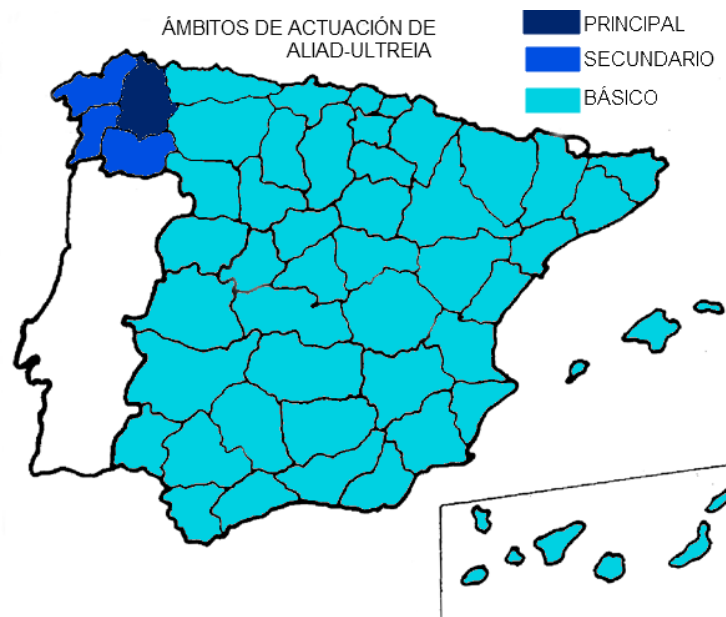 ÁMBITOS DE ACTUACIÓN DE
ALIAD-ULTREIA
PRINCIPAL
SECUNDARIO
BÁSICO